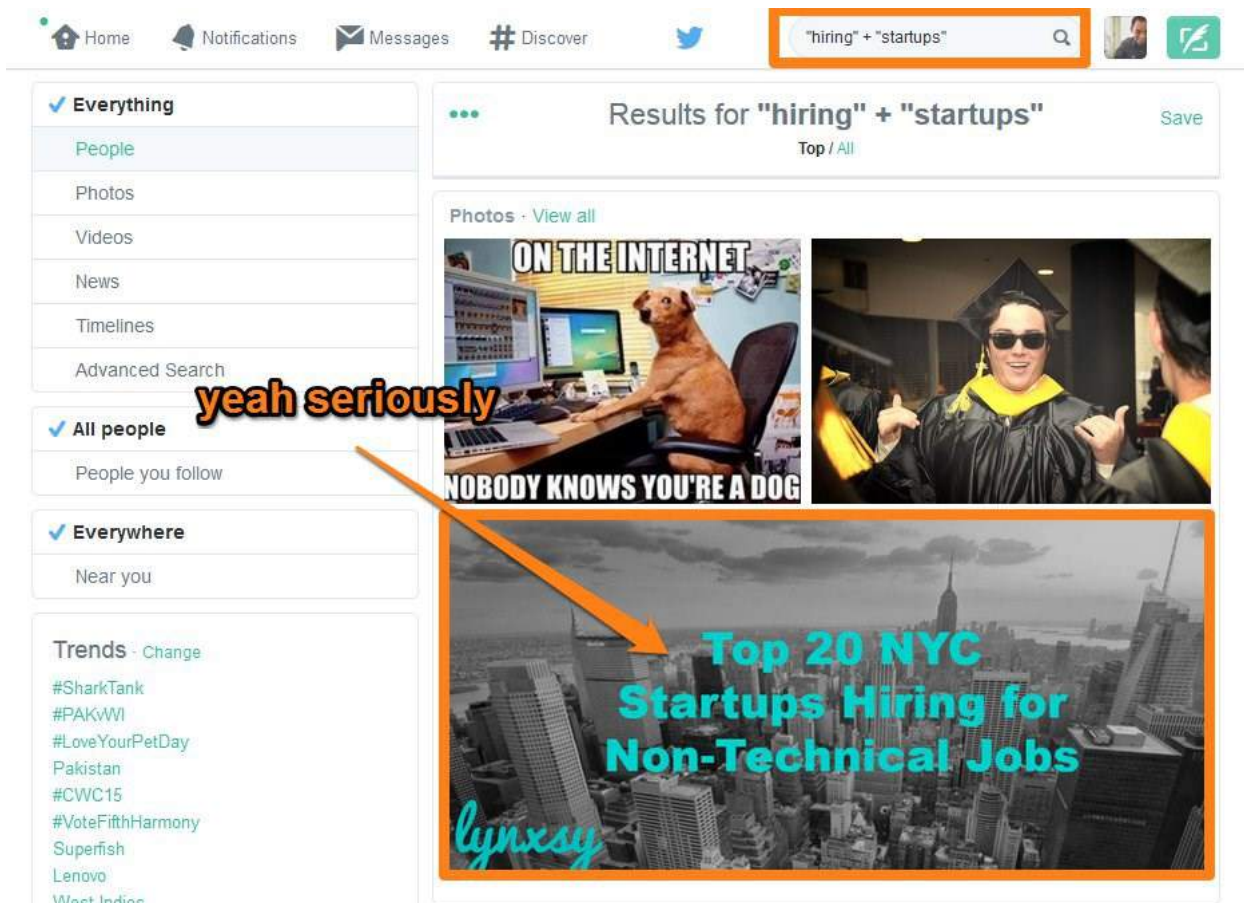 Home Notifications Messages # Discover "hiring" + "startups"
Everything
People
Photos
Videos
News
Timelines
Advanced Search
yeah seriously
All people
People you follow
Everywhere
Near you
Trends · Change
#SharkTank
#PAKvWI
#LoveYourPetDay
Pakistan
#CWC15
#VoteFifthHarmony
Superfish
Lenovo
West Indies
Results for "hiring" + "startups" Save
Top / All
Photos · View all
ON THE INTERNET
NOBODY KNOWS YOU'RE A DOG
Top 20 NYC
Startups Hiring for
Non-Technical Jobs
lynxsy